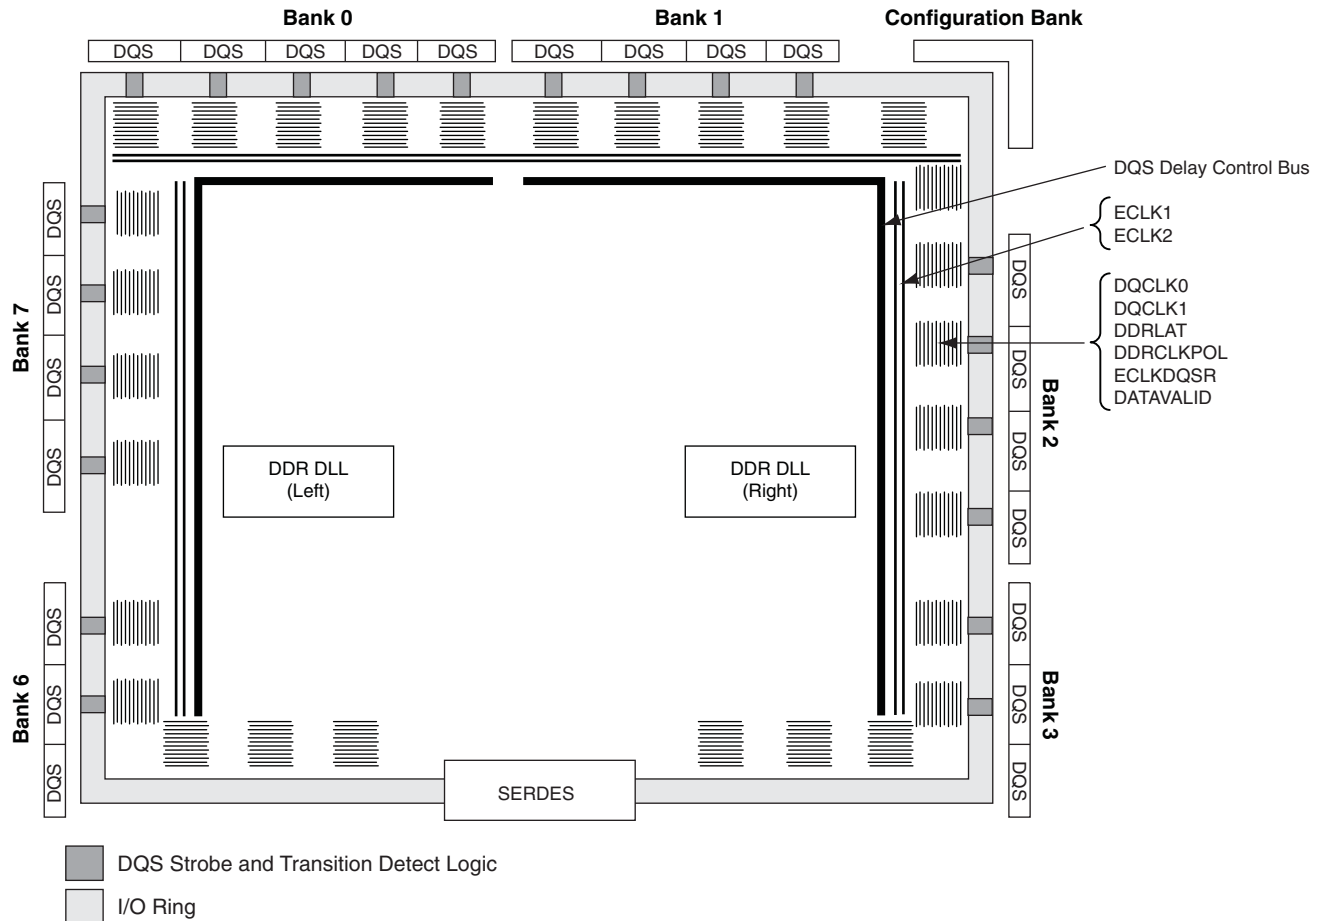 Bank 0
Bank 1
Configuration Bank
DQS DQS DQS DQS DQS
DQS DQS DQS DQS
DQS Delay Control Bus
ECLK1
ECLK2
DQCLK0
DQCLK1
DDRLAT
DDRCLKPOL
ECLKDQSR
DATAVALID
Bank 7
DQS
DQS
DQS
DQS
Bank 6
DQS
DQS
DQS
DDR DLL
(Left)
DDR DLL
(Right)
DQS
DQS
DQS
DQS
Bank 2
DQS
DQS
DQS
Bank 3
SERDES
DQS Strobe and Transition Detect Logic
I/O Ring